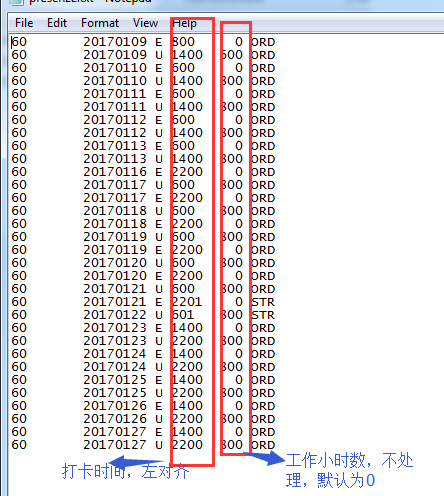 presenze.txt - Notepad
File Edit Format View Help
60 20170109 E 800 0 ORD
60 20170109 U 1400 600 ORD
60 20170110 E 600 0 ORD
60 20170110 U 1400 800 ORD
60 20170111 E 600 0 ORD
60 20170111 U 1400 800 ORD
60 20170112 E 600 0 ORD
60 20170112 U 1400 800 ORD
60 20170113 E 600 0 ORD
60 20170113 U 1400 800 ORD
60 20170116 E 2200 0 ORD
60 20170117 U 600 800 ORD
60 20170117 E 2200 0 ORD
60 20170118 U 600 800 ORD
60 20170118 E 2200 0 ORD
60 20170119 U 600 800 ORD
60 20170119 E 2200 0 ORD
60 20170120 U 600 800 ORD
60 20170120 E 2200 0 ORD
60 20170121 U 600 800 ORD
60 20170121 E 2201 0 STR
60 20170122 U 601 800 STR
60 20170123 E 1400 0 ORD
60 20170123 U 2200 800 ORD
60 20170124 E 1400 0 ORD
60 20170124 U 2200 800 ORD
60 20170125 E 1400 0 ORD
60 20170125 U 2200 800 ORD
60 20170126 E 1400 0 ORD
60 20170126 U 2200 800 ORD
60 20170127 E 1400 0 ORD
60 20170127 U 2200 800 ORD
打卡时间，左对齐
工作小时数，不处
理，默认为0